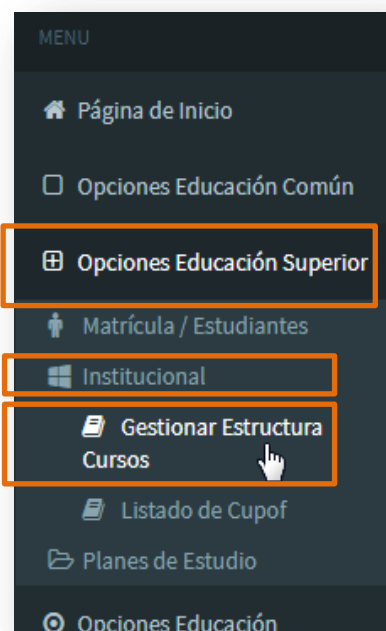 MENU
Página de Inicio
Opciones Educación Común
Opciones Educación Superior
Matrícula / Estudiantes
Institucional
Gestionar Estructura
Cursos
Listado de Cupof
Planes de Estudio
Opciones Educación